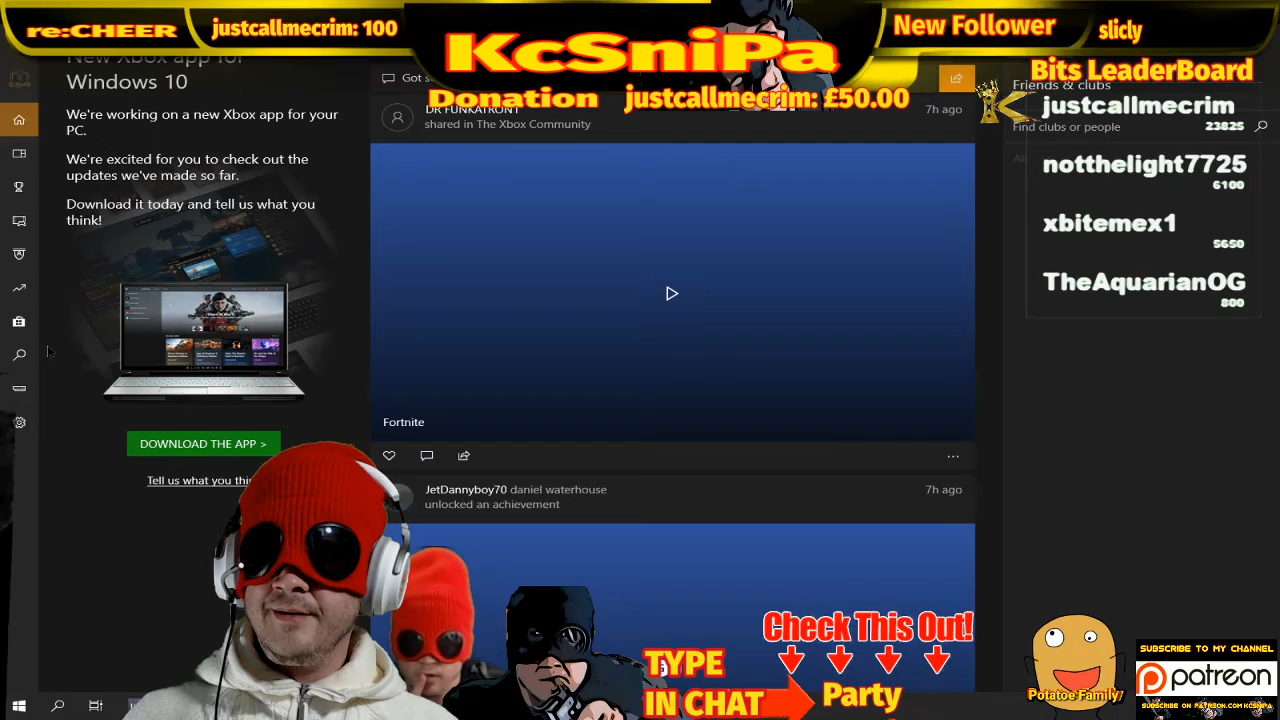 re:CHEER
justcallmecrim: 100
KcSniPa
Donation
justcallmecrim: £50.00
New Follower
slicly
Bits LeaderBoard
justcallmecrim
23825
notthelight7725
6100
xbitemex1
5650
TheAquarianOG
800
Friends & clubs
Find clubs or people
New Xbox app for
Windows 10
We're working on a new Xbox app for your
PC.
We're excited for you to check out the
updates we've made so far.
Download it today and tell us what you
think!
DOWNLOAD THE APP >
Tell us what you
Got
DR FUNKATRONT
7h ago
shared in The Xbox Community
Fortnite
JetDannyboy70 daniel waterhouse
7h ago
unlocked an achievement
Check This Out!
TYPE
IN CHAT
Party
Potatoe Family
SUBSCRIBE TO MY CHANNEL
patreon
SUBSCRIBE ON PATREON.COM KCSNIPA